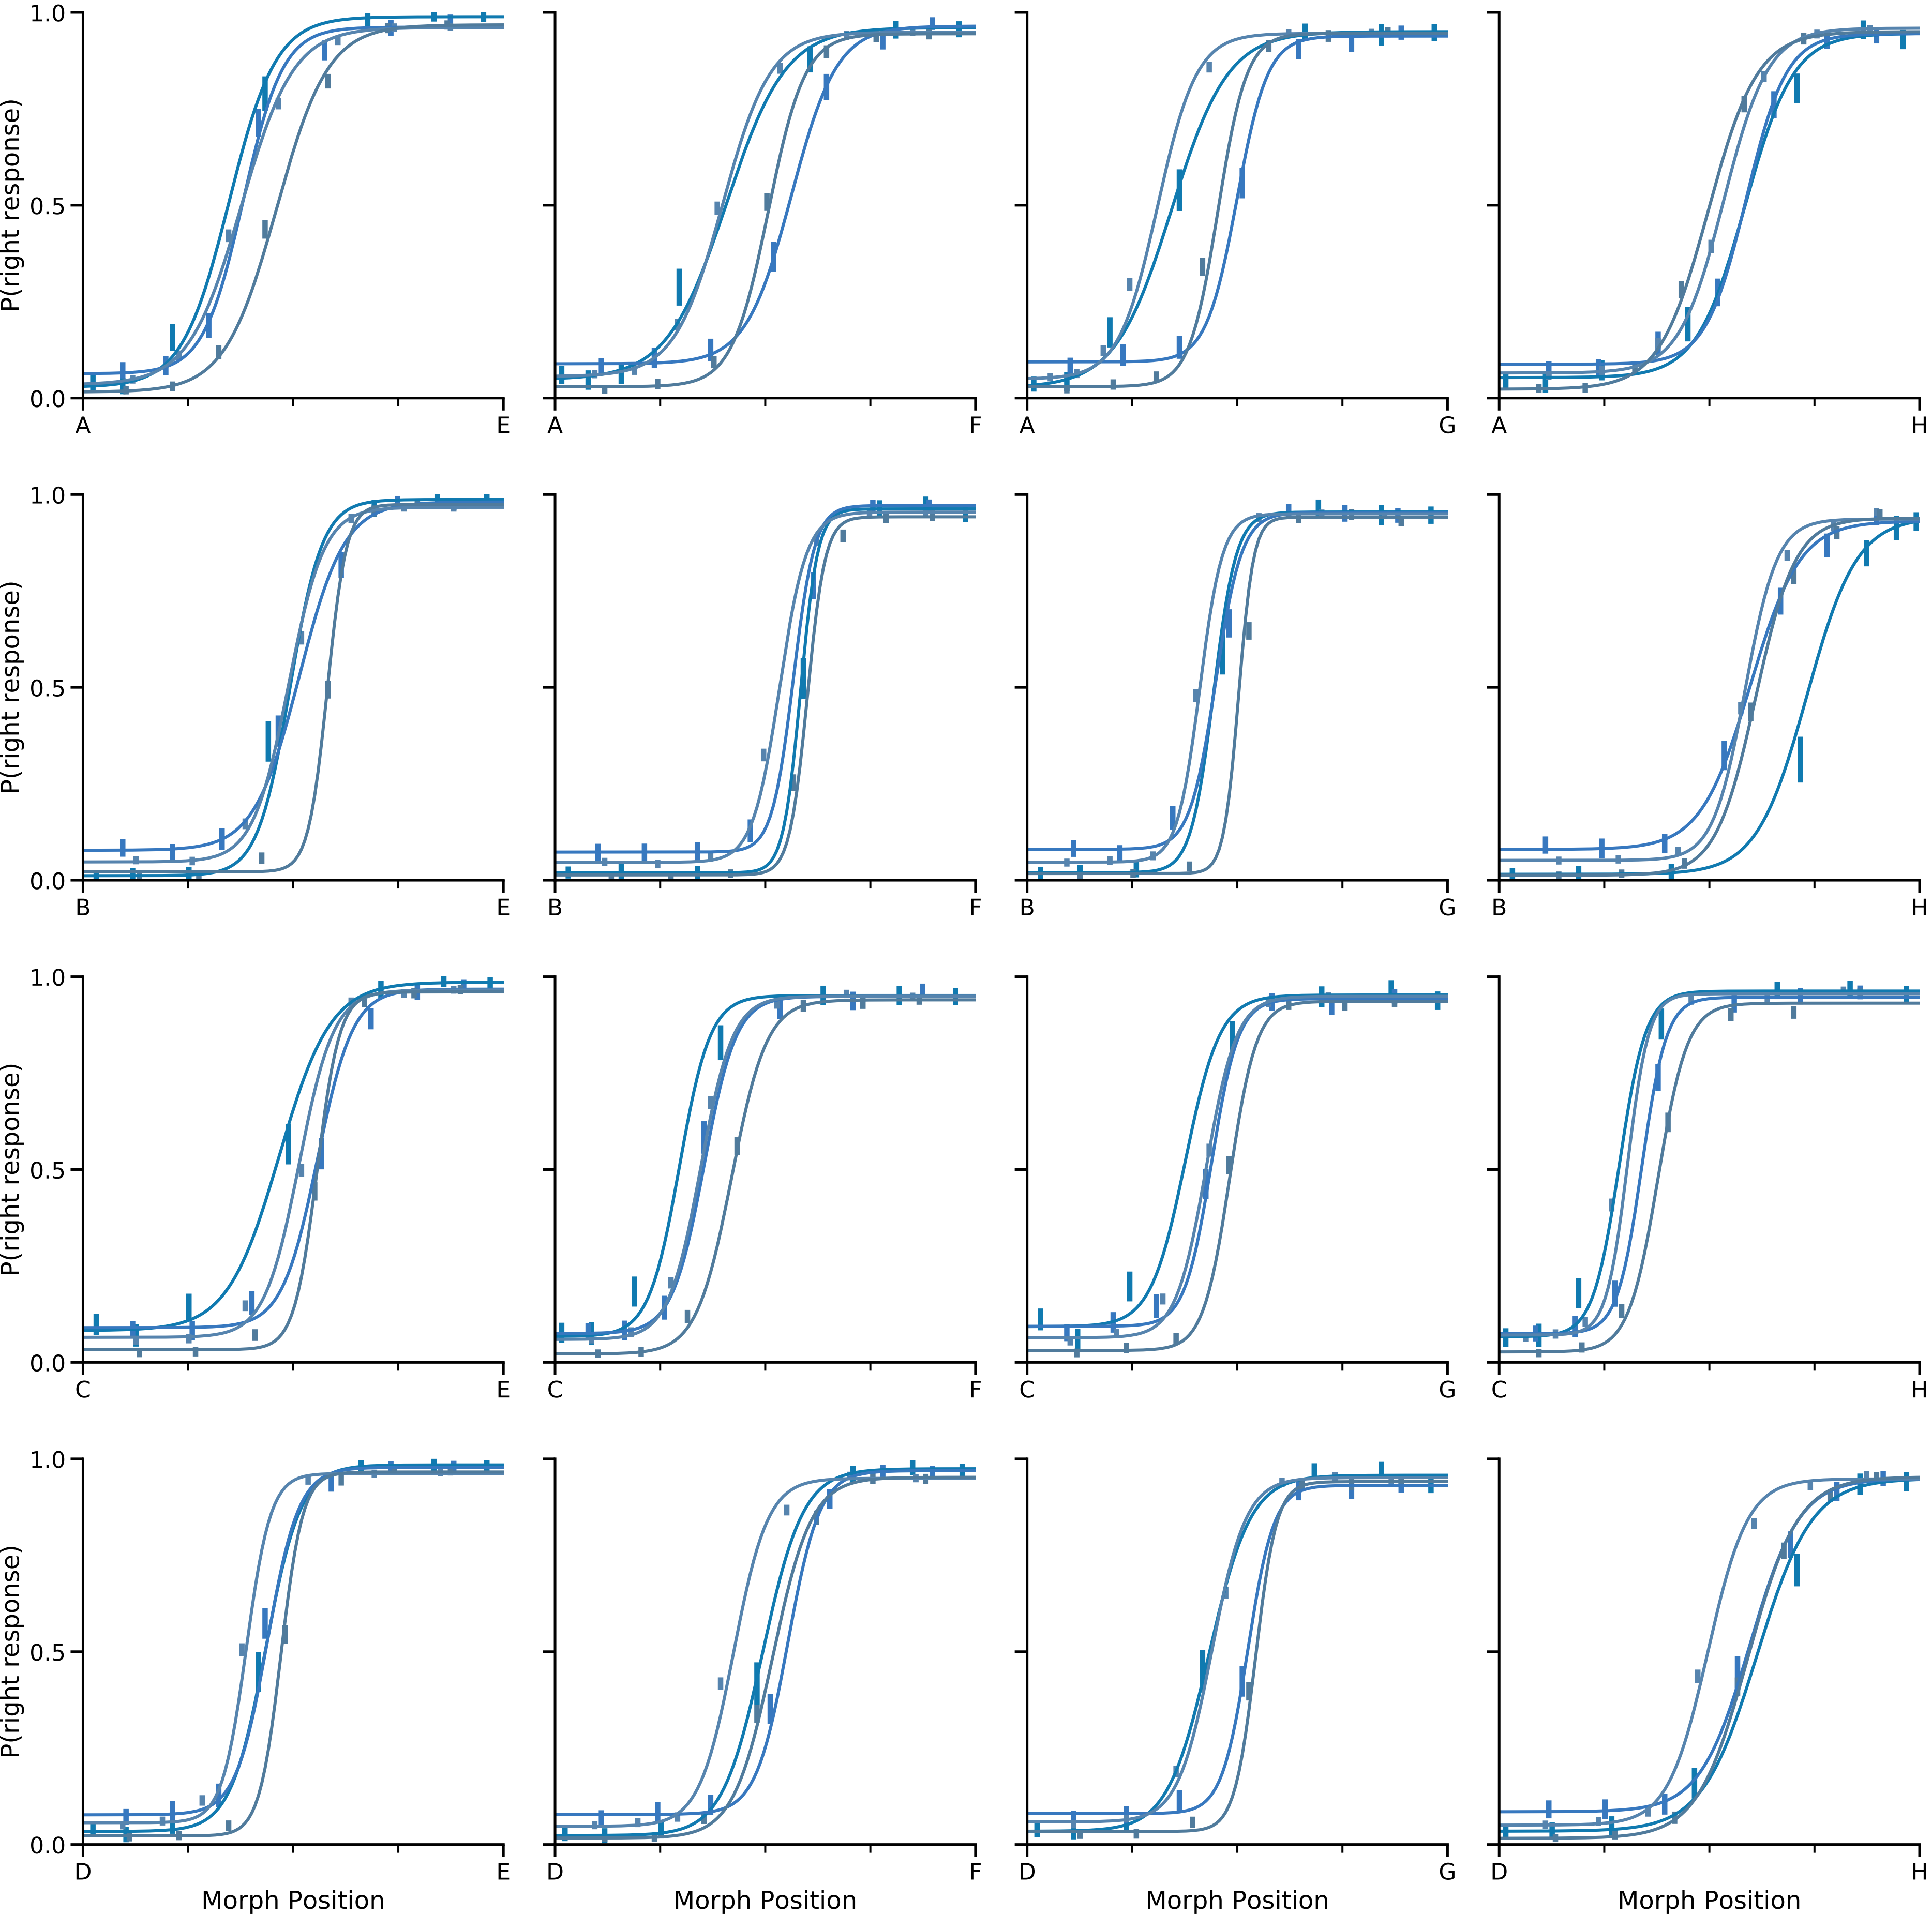 1.0
P(right response)
0.5
0.0
A E A F A G A H
1.0
P(right response)
0.5
0.0
B E B F B G B H
1.0
P(right response)
0.5
0.0
C E C F C G C H
1.0
P(right response)
0.5
0.0
D E D F D G D H
Morph Position Morph Position Morph Position Morph Position